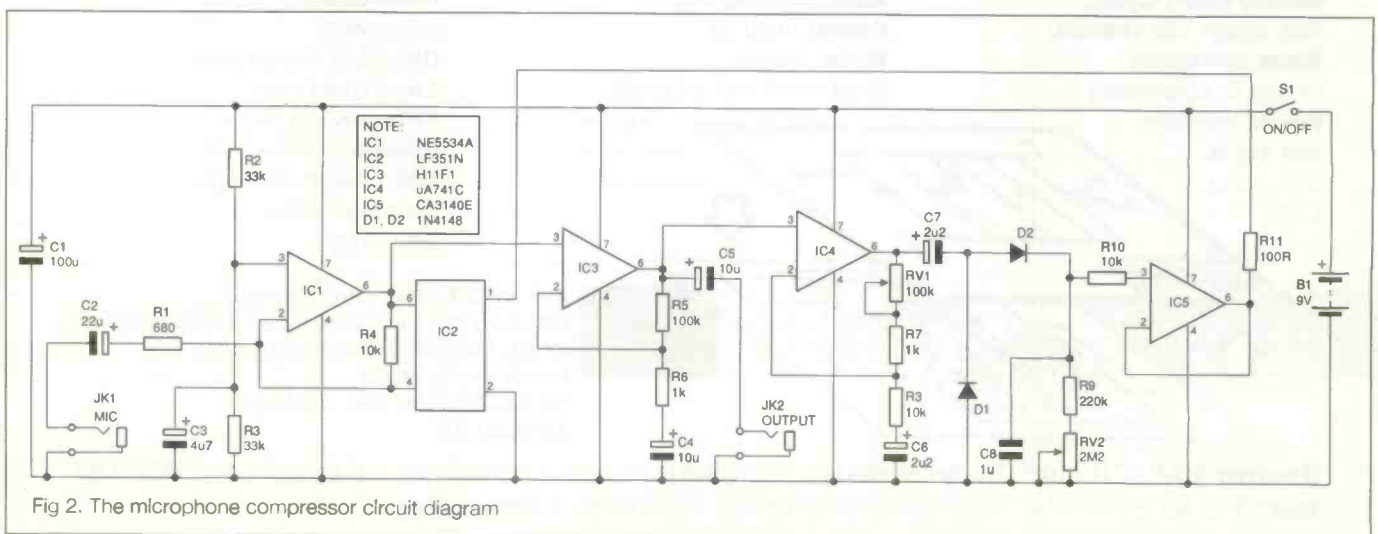 S1
ON/OFF
NOTE:
IC1 NE5534A
IC2 LF351N
IC3 H11F1
IC4 uA741C
IC5 CA3140E
D1, D2 1N4148
R2
33k
C1
100u
C2
22u
R1
680
JK1
MIC
C3
4u7
R3
33k
3
2
7
4
6
IC1
R4
10k
6
4
1
2
IC2
3
2
7
4
6
IC3
C5
10u
R5
100k
R6
1k
C4
10u
JK2
OUTPUT
3
2
7
4
6
IC4
C7
2u2
RV1
100k
R7
1k
R3
10k
C6
2u2
D1
D2
R10
10k
R9
220k
C8
1u
RV2
2M2
3
2
7
4
6
IC5
R11
100R
B1
9V
Fig 2. The microphone compressor circuit diagram